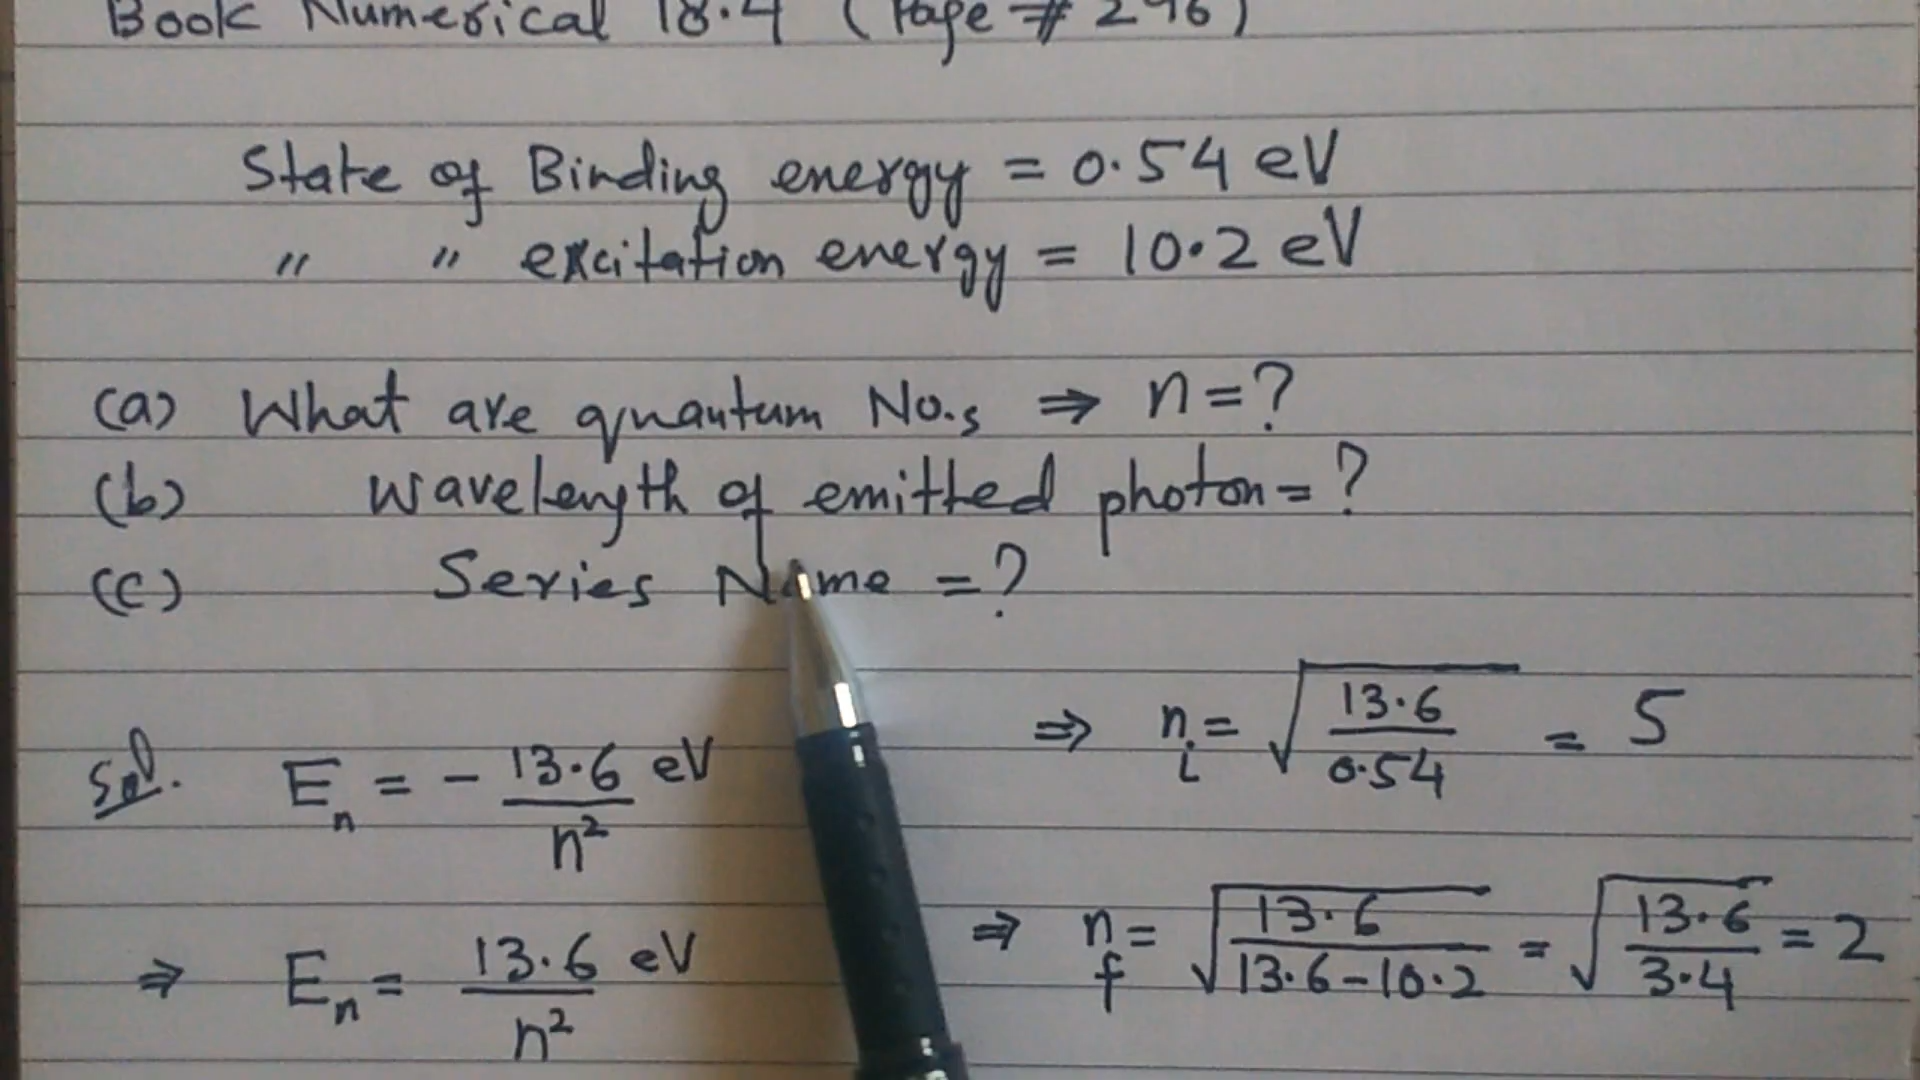 Book Numerical 18.4 (Page # 296)
State of Binding energy = 0.54 eV
" " excitation energy = 10.2 eV
(a) What are quantum No.s ⇒ n = ?
(b) Wavelength of emitted photon = ?
(c) Series Name = ?
Sol. Eₙ = - 13.6 eV / n²
⇒ Eₙ = 13.6 eV / n²
⇒ nᵢ = √(13.6 / 0.54) = 5
⇒ n_f = √(13.6 / (13.6 - 10.2)) = √(13.6 / 3.4) = 2